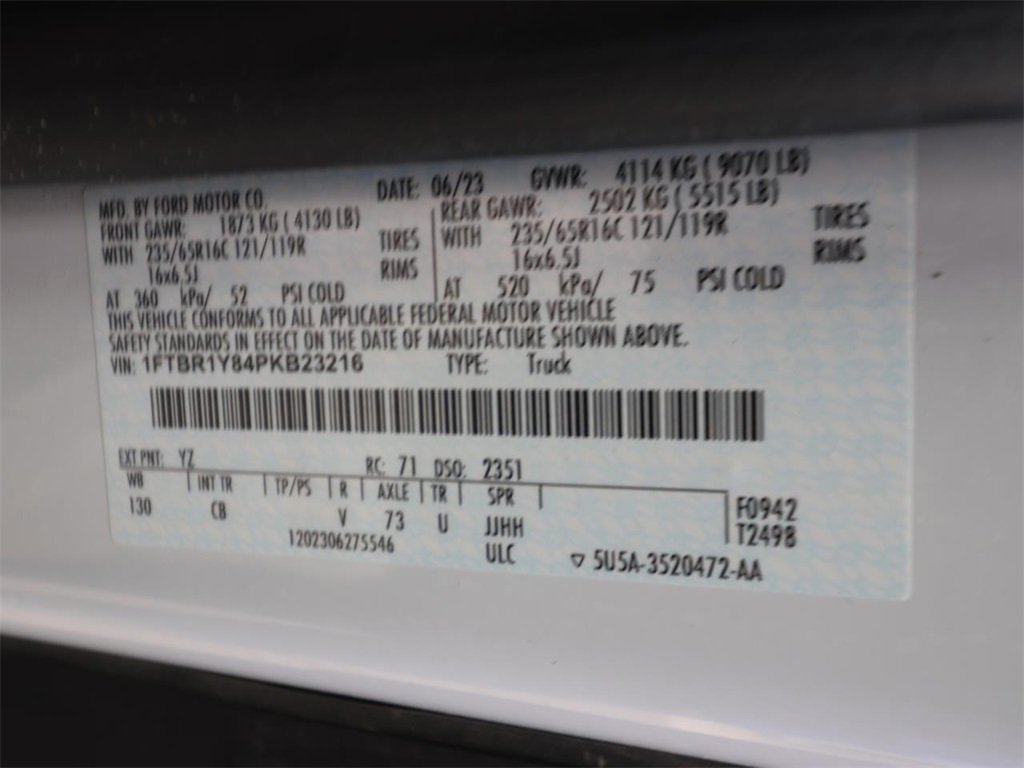 MFD. BY FORD MOTOR CO. DATE: 06/23 GVWR: 4114 KG ( 9070 LB)
FRONT GAWR: 1873 KG ( 4130 LB) REAR GAWR: 2502 KG ( 5515 LB)
WITH 235/65R16C 121/119R TIRES WITH 235/65R16C 121/119R TIRES
16x6.5J RIMS 16x6.5J RIMS
AT 360 kPa/ 52 PSI COLD AT 520 kPa/ 75 PSI COLD
THIS VEHICLE CONFORMS TO ALL APPLICABLE FEDERAL MOTOR VEHICLE
SAFETY STANDARDS IN EFFECT ON THE DATE OF MANUFACTURE SHOWN ABOVE.
VIN: 1FTBR1Y84PKB23216 TYPE: Truck
EXT PNT: YZ RC: 71 DSO: 2351
WB INT TR TP/PS R AXLE TR SPR F0942
130 CB V 73 U JJHH T2498
1202306275546 ULC 5U5A-3520472-AA